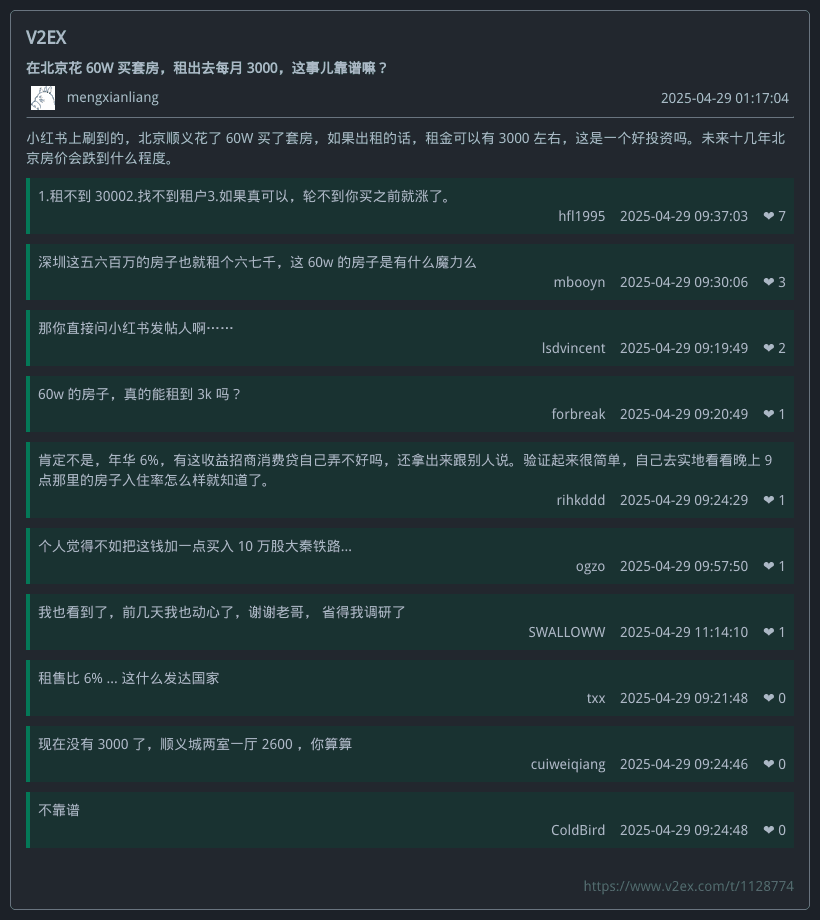 V2EX
在北京花 60W 买套房，租出去每月 3000，这事儿靠谱嘛？
mengxianliang 2025-04-29 01:17:04
小红书上刷到的，北京顺义花了 60W 买了套房，如果出租的话，租金可以有 3000 左右，这是一个好投资吗。未来十几年北
京房价会跌到什么程度。
1.租不到 30002.找不到租户3.如果真可以，轮不到你买之前就涨了。
hfl1995 2025-04-29 09:37:03 ❤ 7
深圳这五六百万的房子也就租个六七千，这 60w 的房子是有什么魔力么
mbooyn 2025-04-29 09:30:06 ❤ 3
那你直接问小红书发帖人啊……
lsdvincent 2025-04-29 09:19:49 ❤ 2
60w 的房子，真的能租到 3k 吗？
forbreak 2025-04-29 09:20:49 ❤ 1
肯定不是，年华 6%，有这收益招商消费贷自己弄不好吗，还拿出来跟别人说。验证起来很简单，自己去实地看看晚上 9
点那里的房子入住率怎么样就知道了。
rihkddd 2025-04-29 09:24:29 ❤ 1
个人觉得不如把这钱加一点买入 10 万股大秦铁路...
ogzo 2025-04-29 09:57:50 ❤ 1
我也看到了，前几天我也动心了，谢谢老哥， 省得我调研了
SWALLOWW 2025-04-29 11:14:10 ❤ 1
租售比 6% ... 这什么发达国家
txx 2025-04-29 09:21:48 ❤ 0
现在没有 3000 了，顺义城两室一厅 2600 ，你算算
cuiweiqiang 2025-04-29 09:24:46 ❤ 0
不靠谱
ColdBird 2025-04-29 09:24:48 ❤ 0
https://www.v2ex.com/t/1128774